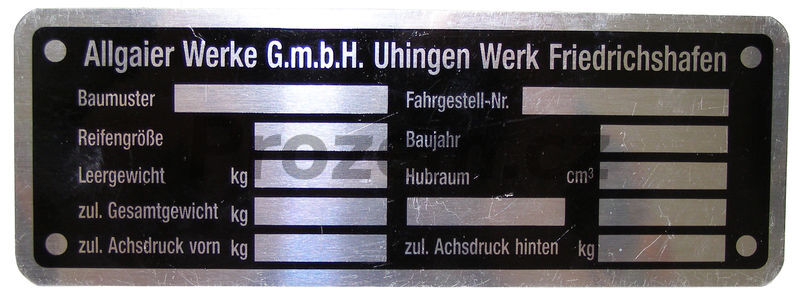 Allgaier Werke G.m.b.H. Uhingen Werk Friedrichshafen
Baumuster Fahrgestell-Nr.
Reifengröße Baujahr
Leergewicht kg Hubraum cm³
zul. Gesamtgewicht kg
zul. Achsdruck vorn kg zul. Achsdruck hinten kg